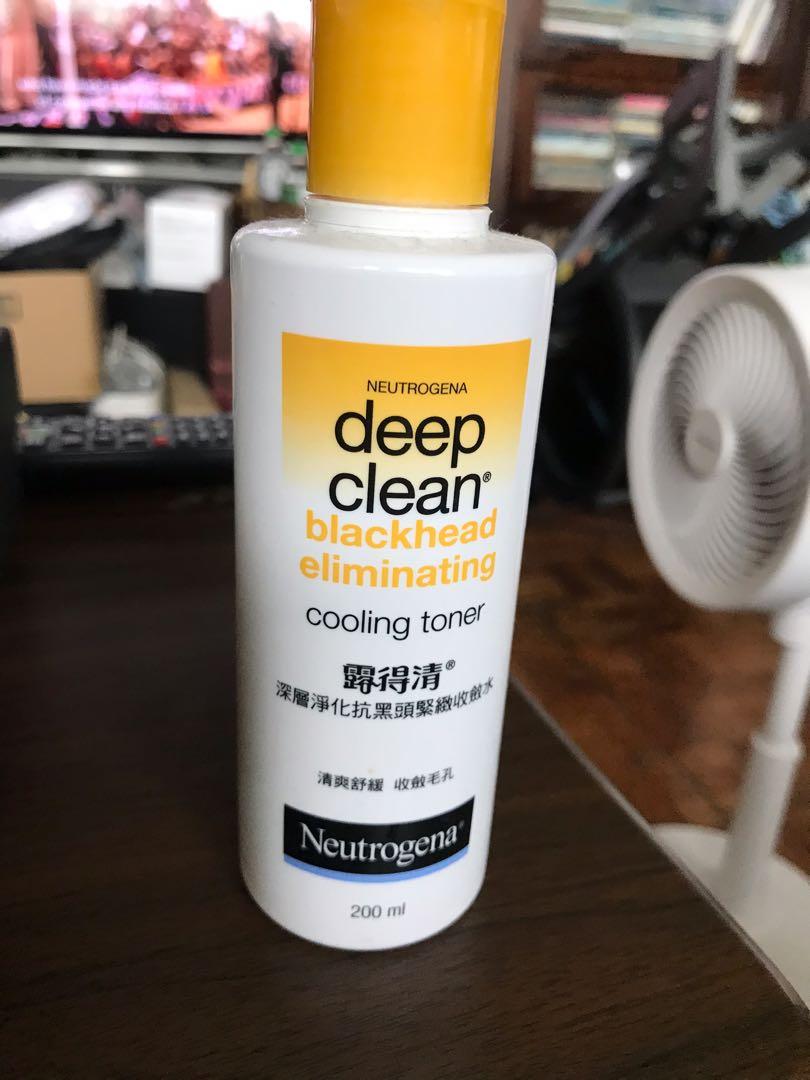 NEUTROGENA
deep
clean®
blackhead
eliminating
cooling toner
露得清®
深層淨化抗黑頭緊緻收斂水
清爽舒緩 收斂毛孔
Neutrogena®
200 ml